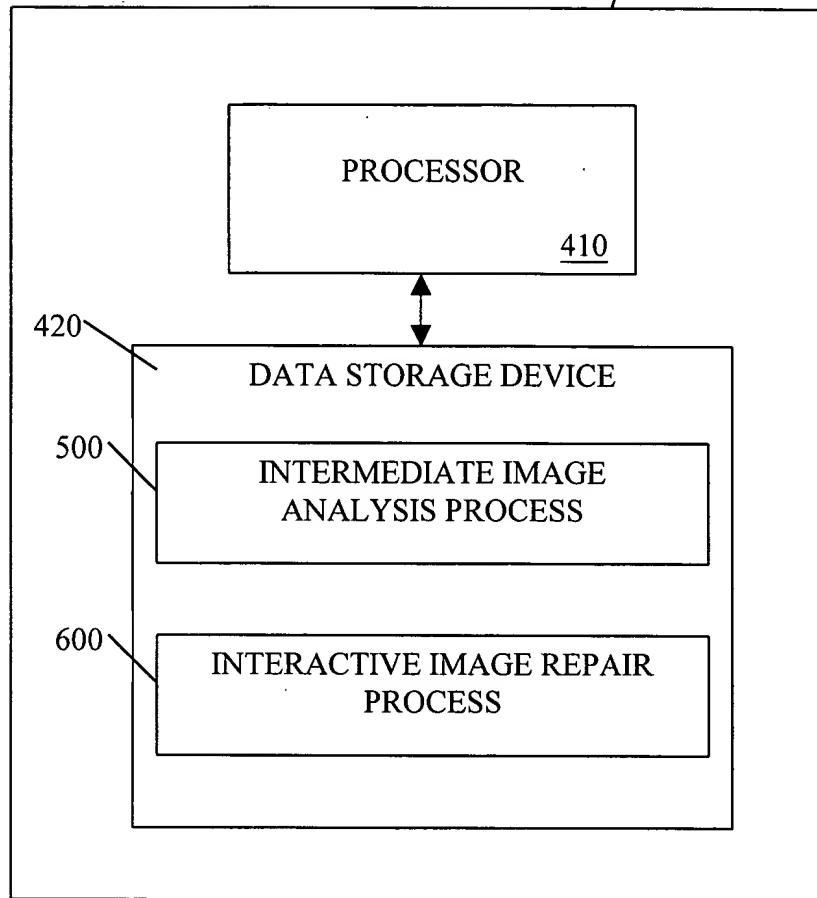 PROCESSOR
410
420
DATA STORAGE DEVICE
500
INTERMEDIATE IMAGE
ANALYSIS PROCESS
600
INTERACTIVE IMAGE REPAIR
PROCESS